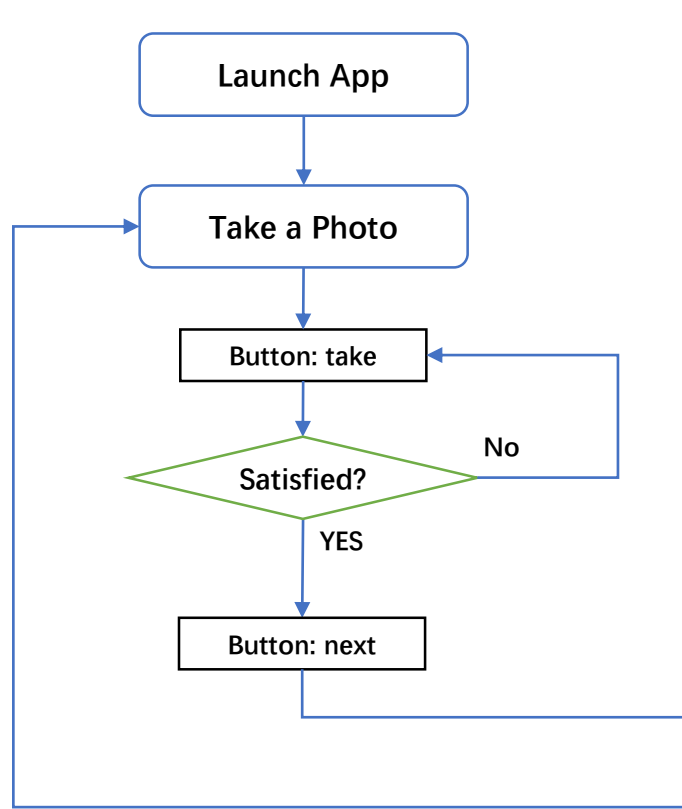 Launch App
Take a Photo
Button: take
No
Satisfied?
YES
Button: next